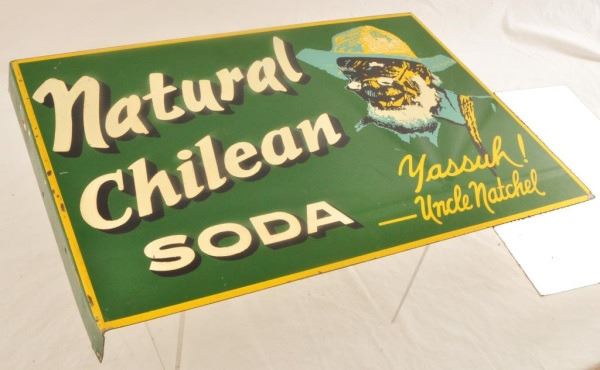 Natural
Chilean
SODA
Yassuh!
— Uncle Natchel